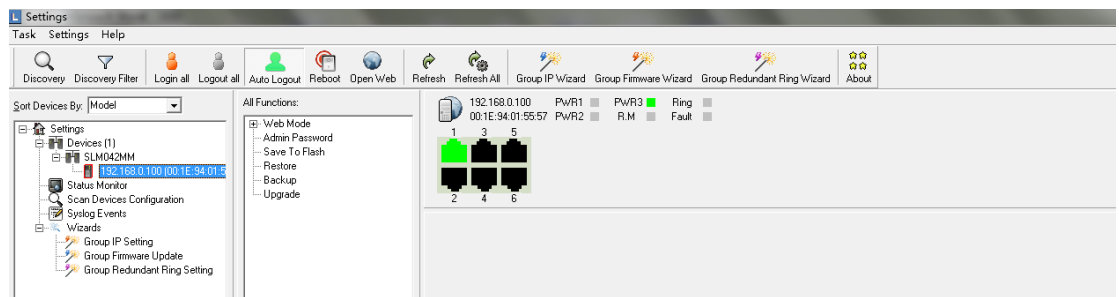 Settings
Task Settings Help
Discovery Discovery Filter Login all Logout all Auto Logout Reboot Open Web Refresh Refresh All Group IP Wizard Group Firmware Wizard Group Redundant Ring Wizard About
Sort Devices By: Model
Settings
Devices (1)
SLM042MM
192.168.0.100 (00:1E:94:01:5
Status Monitor
Scan Devices Configuration
Syslog Events
Wizards
Group IP Setting
Group Firmware Update
Group Redundant Ring Setting
All Functions:
Web Mode
Admin Password
Save To Flash
Restore
Backup
Upgrade
192.168.0.100 PWR1 PWR3 Ring
00:1E:94:01:55:57 PWR2 R.M Fault
1 3 5
2 4 6